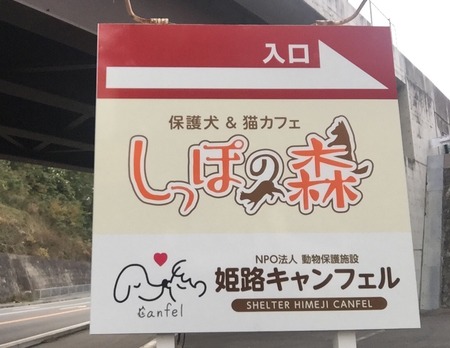 入口
保護犬 & 猫カフェ
しっぽの森
NPO法人 動物保護施設
姫路キャンフェル
SHELTER HIMEJI CANFEL
Canfel